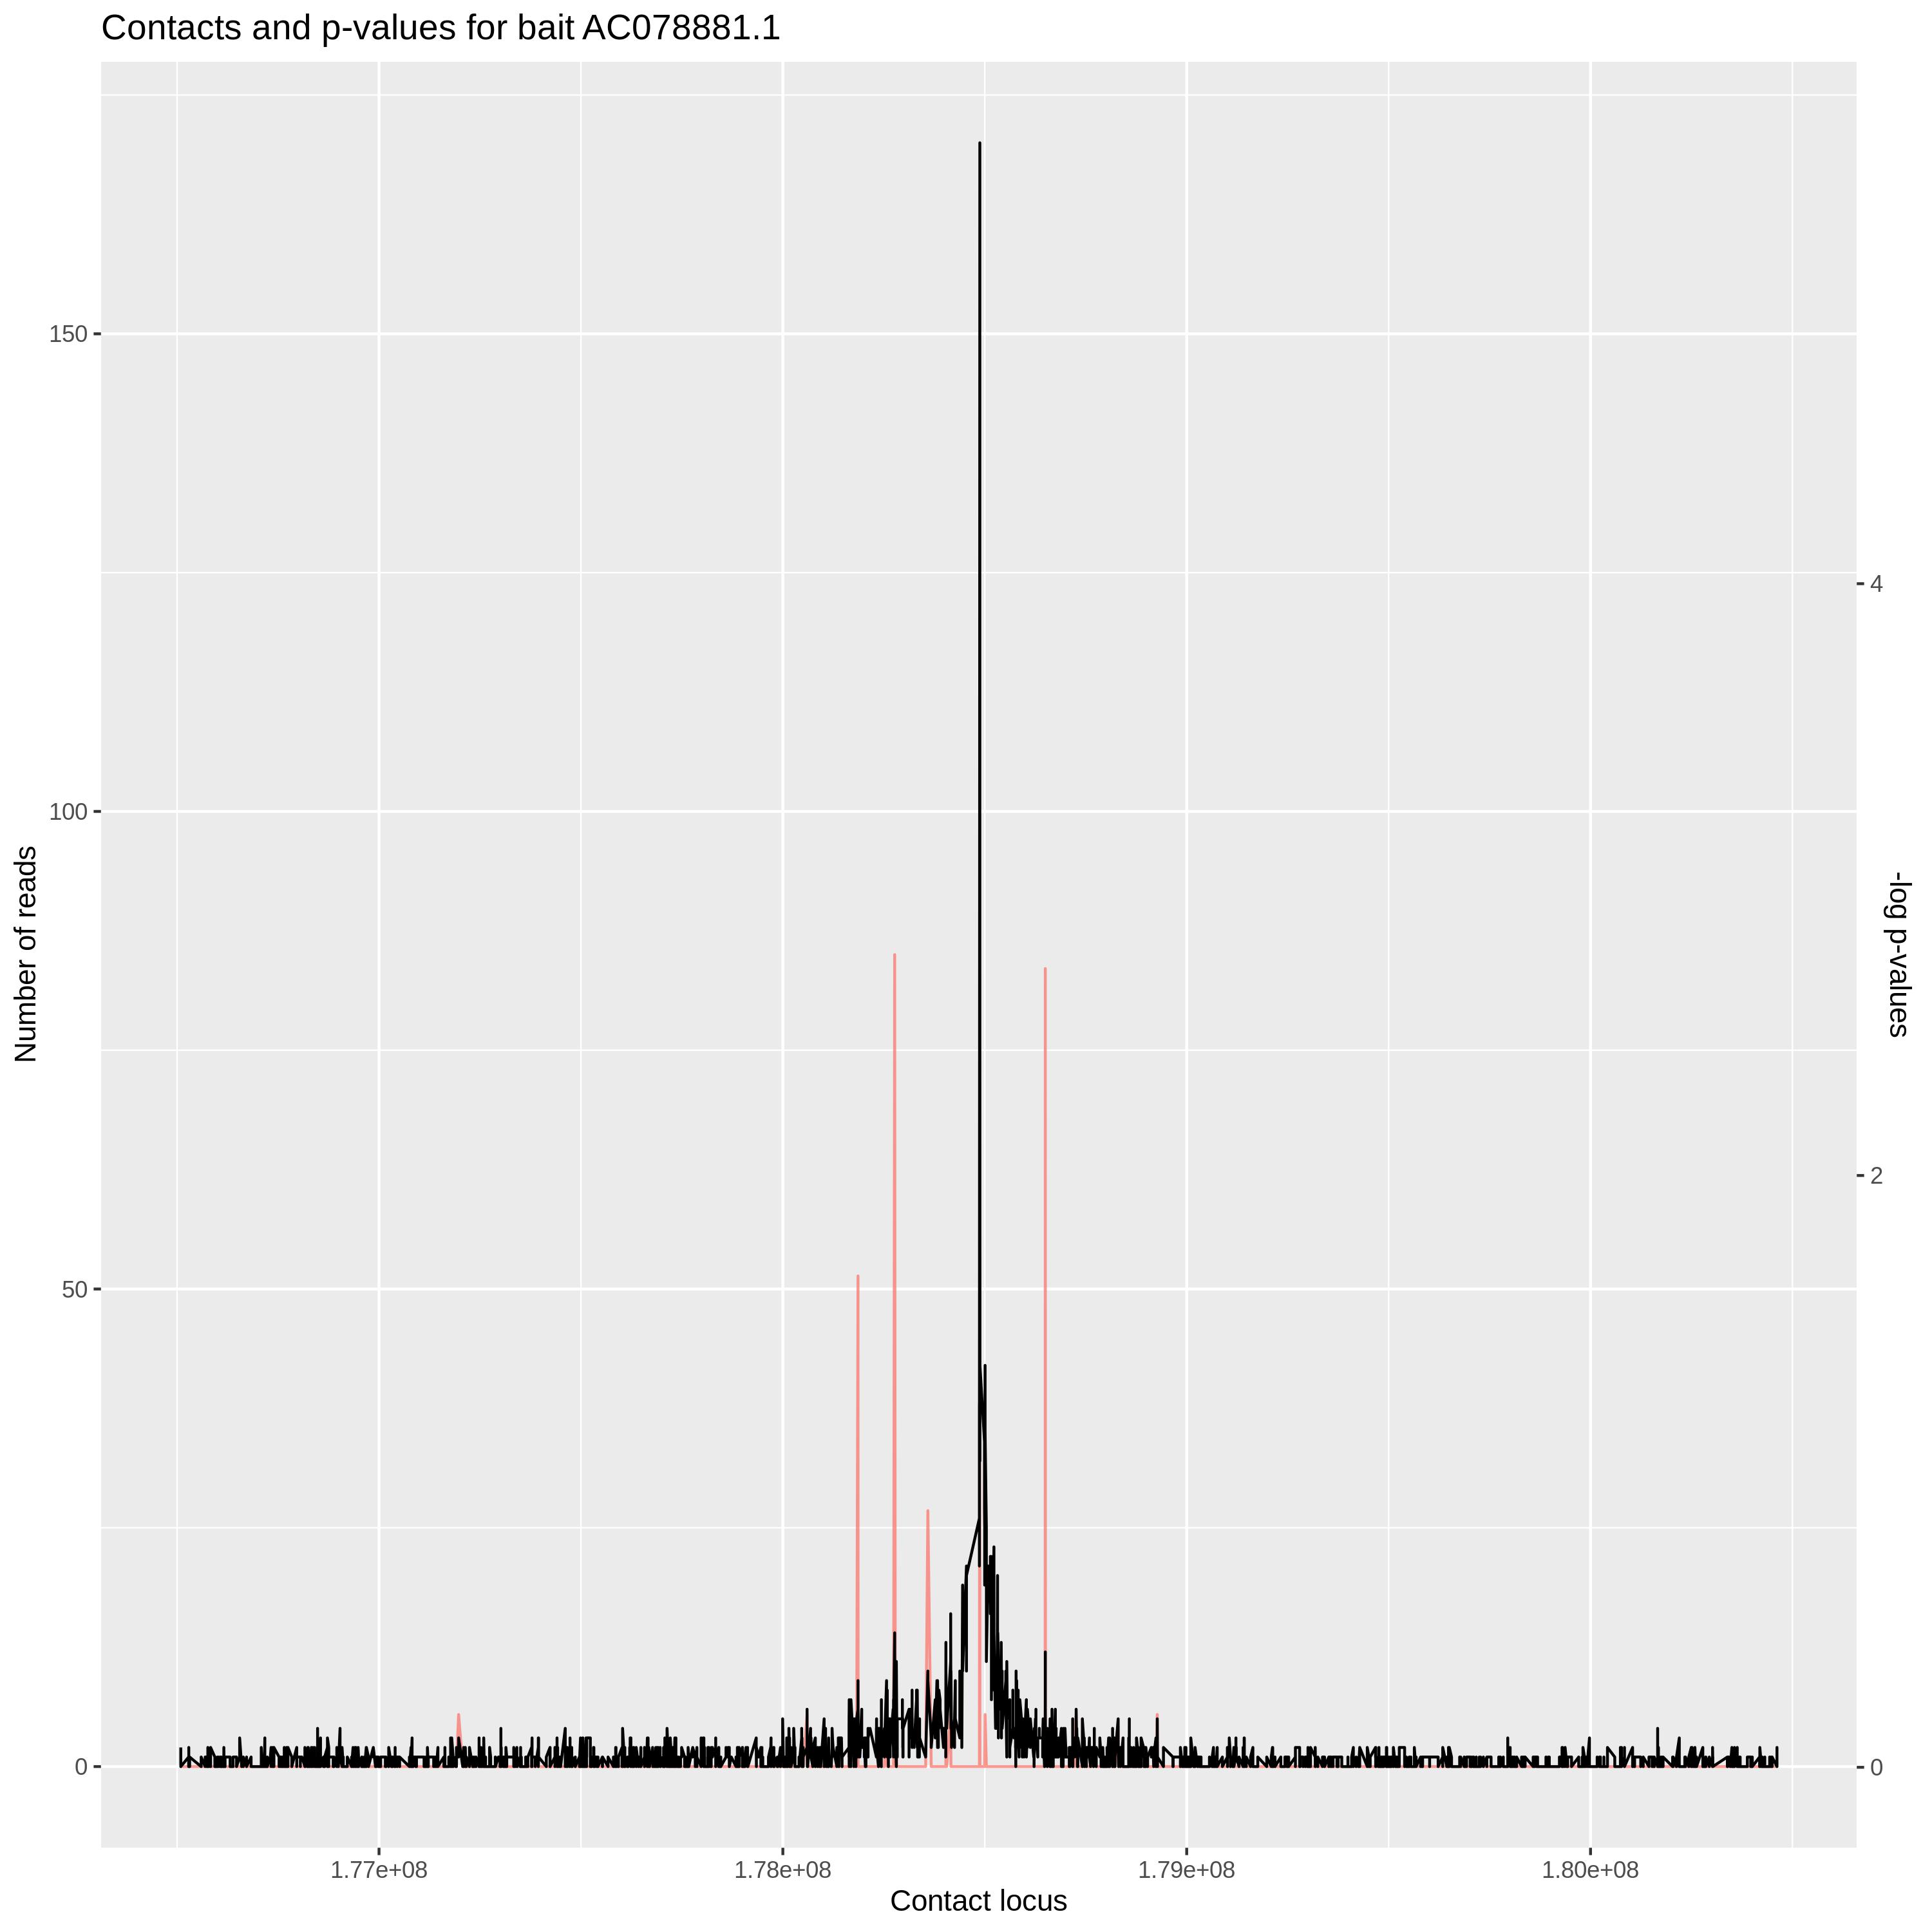 Contacts and p-values for bait AC078881.1
150
100
50
0
Number of reads
4
2
0
-log p-values
1.77e+08
1.78e+08
1.79e+08
1.80e+08
Contact locus